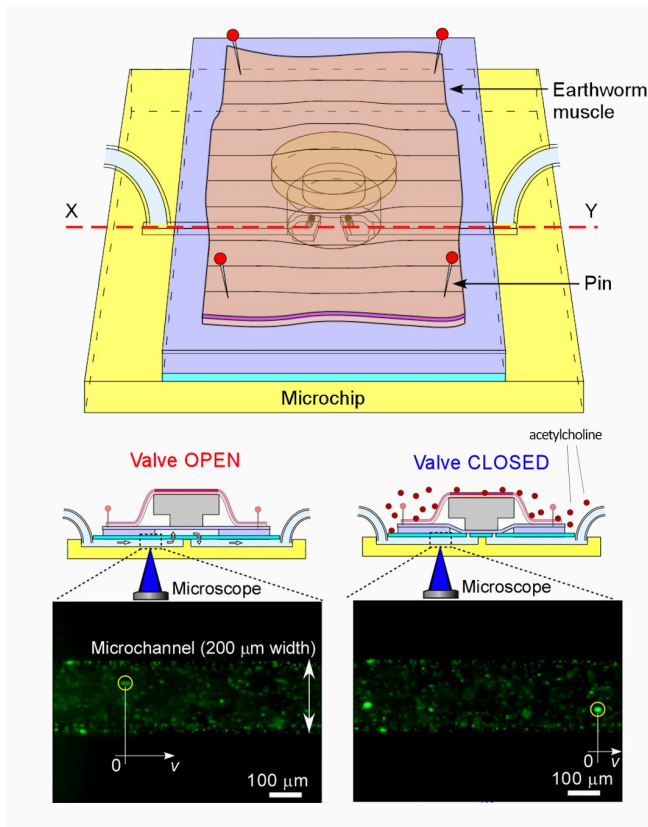 Earthworm
muscle
X
Y
Pin
Microchip
acetylcholine
Valve OPEN
Valve CLOSED
Microscope
Microscope
Microchannel (200 μm width)
0
v
100 μm
0
v
100 μm